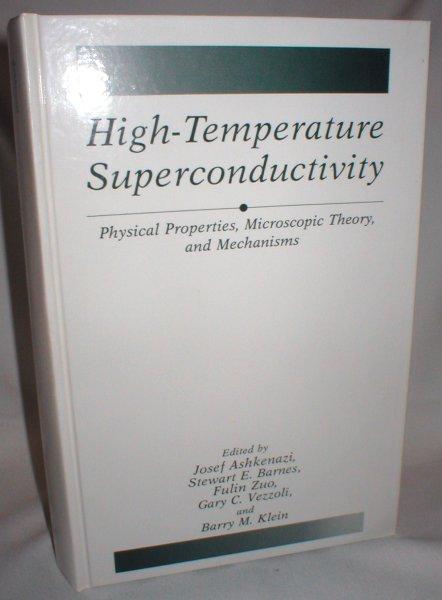 High-Temperature
Superconductivity
Physical Properties, Microscopic Theory,
and Mechanisms
Edited by
Josef Ashkenazi,
Stewart E. Barnes,
Fulin Zuo,
Gary C. Vezzoli,
and
Barry M. Klein